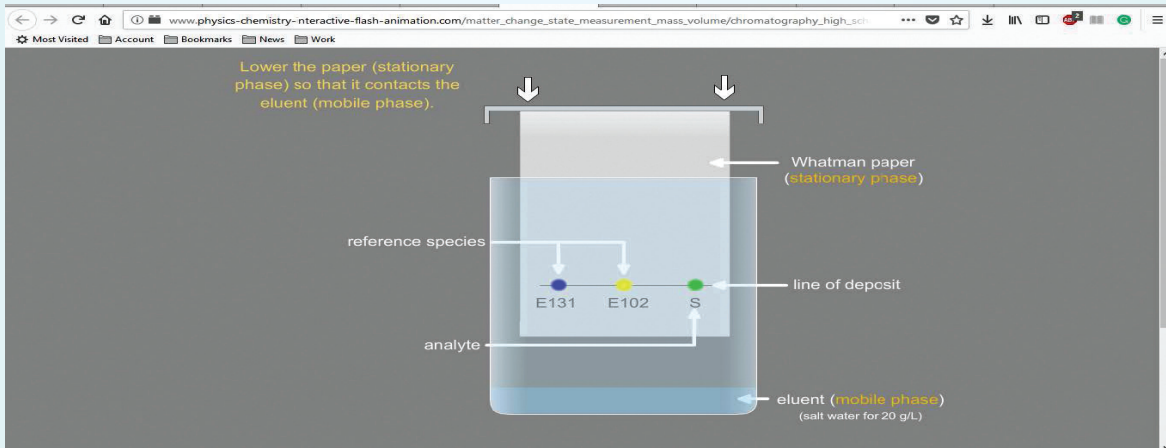 www.physics-chemistry-nteractive-flash-animation.com/matter_change_state_measurement_mass_volume/chromatography_high_sch
Most Visited Account Bookmarks News Work
Lower the paper (stationary
phase) so that it contacts the
eluent (mobile phase).
Whatman paper
(stationary phase)
reference species
line of deposit
E131 E102 S
analyte
eluent (mobile phase)
(salt water for 20 g/L)